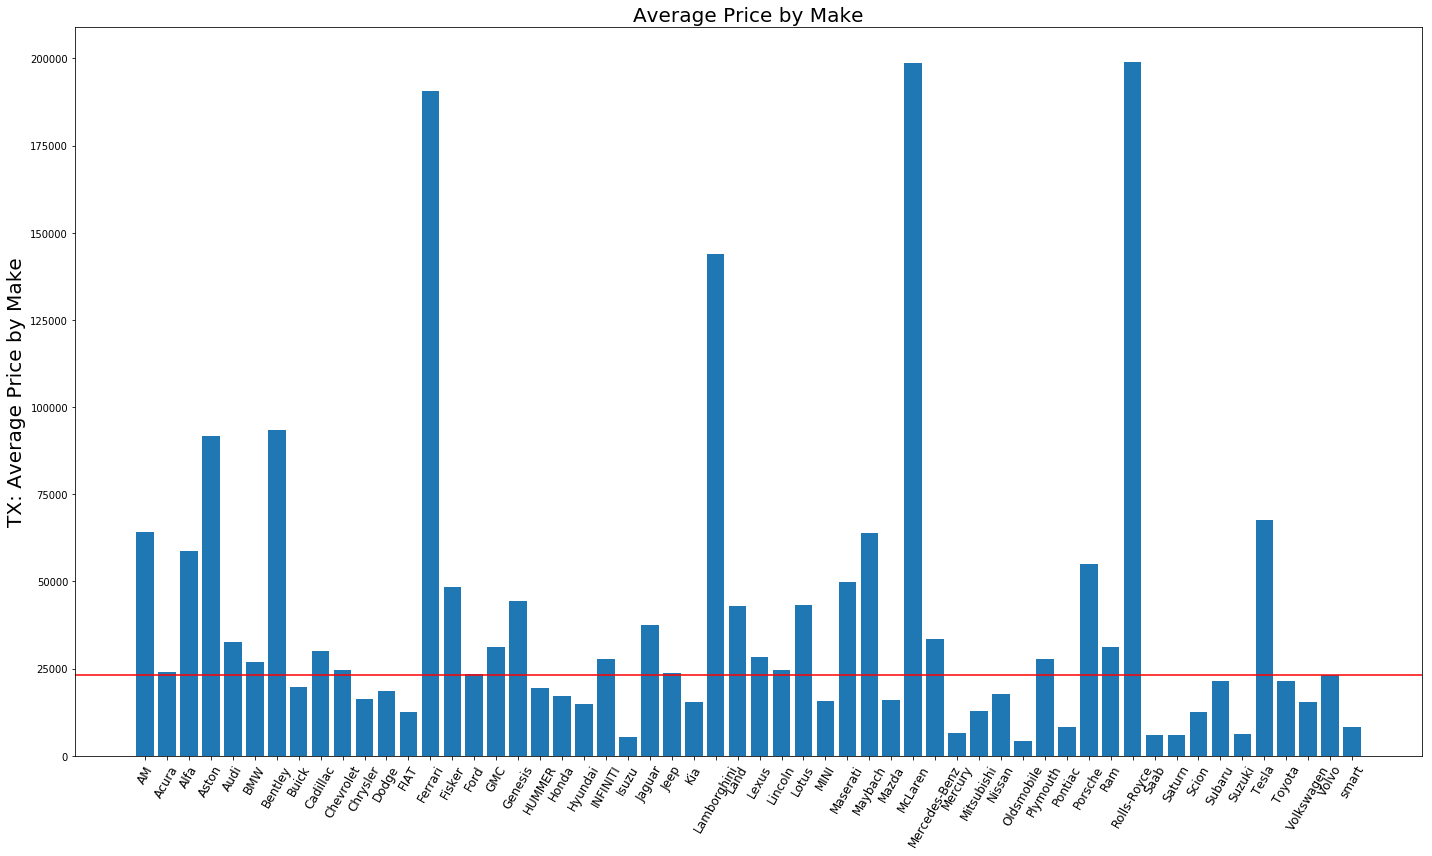 Average Price by Make
TX: Average Price by Make
200000
175000
150000
125000
100000
75000
50000
25000
0
AM
Acura
Alfa
Aston
Audi
BMW
Bentley
Buick
Cadillac
Chevrolet
Chrysler
Dodge
FIAT
Ferrari
Fisker
Ford
GMC
Genesis
HUMMER
Honda
Hyundai
INFINITI
Isuzu
Jaguar
Jeep
Kia
Lamborghini
Land
Lexus
Lincoln
Lotus
MINI
Maserati
Maybach
Mazda
McLaren
Mercedes-Benz
Mercury
Mitsubishi
Nissan
Oldsmobile
Plymouth
Pontiac
Porsche
Ram
Rolls-Royce
Saab
Saturn
Scion
Subaru
Suzuki
Tesla
Toyota
Volkswagen
Volvo
smart